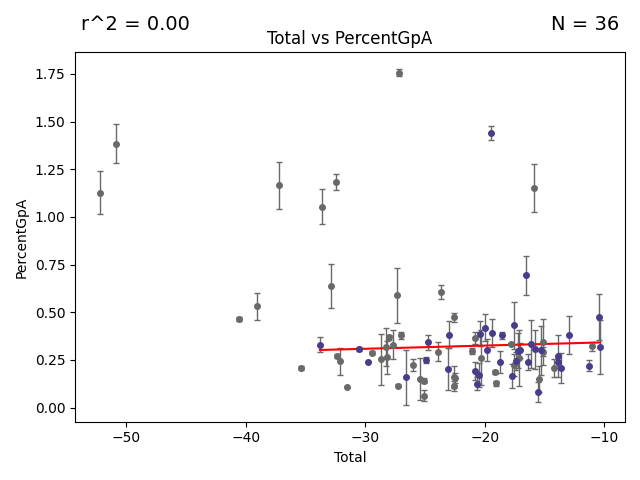 r^2 = 0.00
N = 36
Total vs PercentGpA
PercentGpA
1.75
1.50
1.25
1.00
0.75
0.50
0.25
0.00
−50
−40
−30
−20
−10
Total